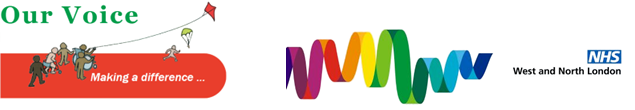 Our Voice
Making a difference ...
NHS
West and North London